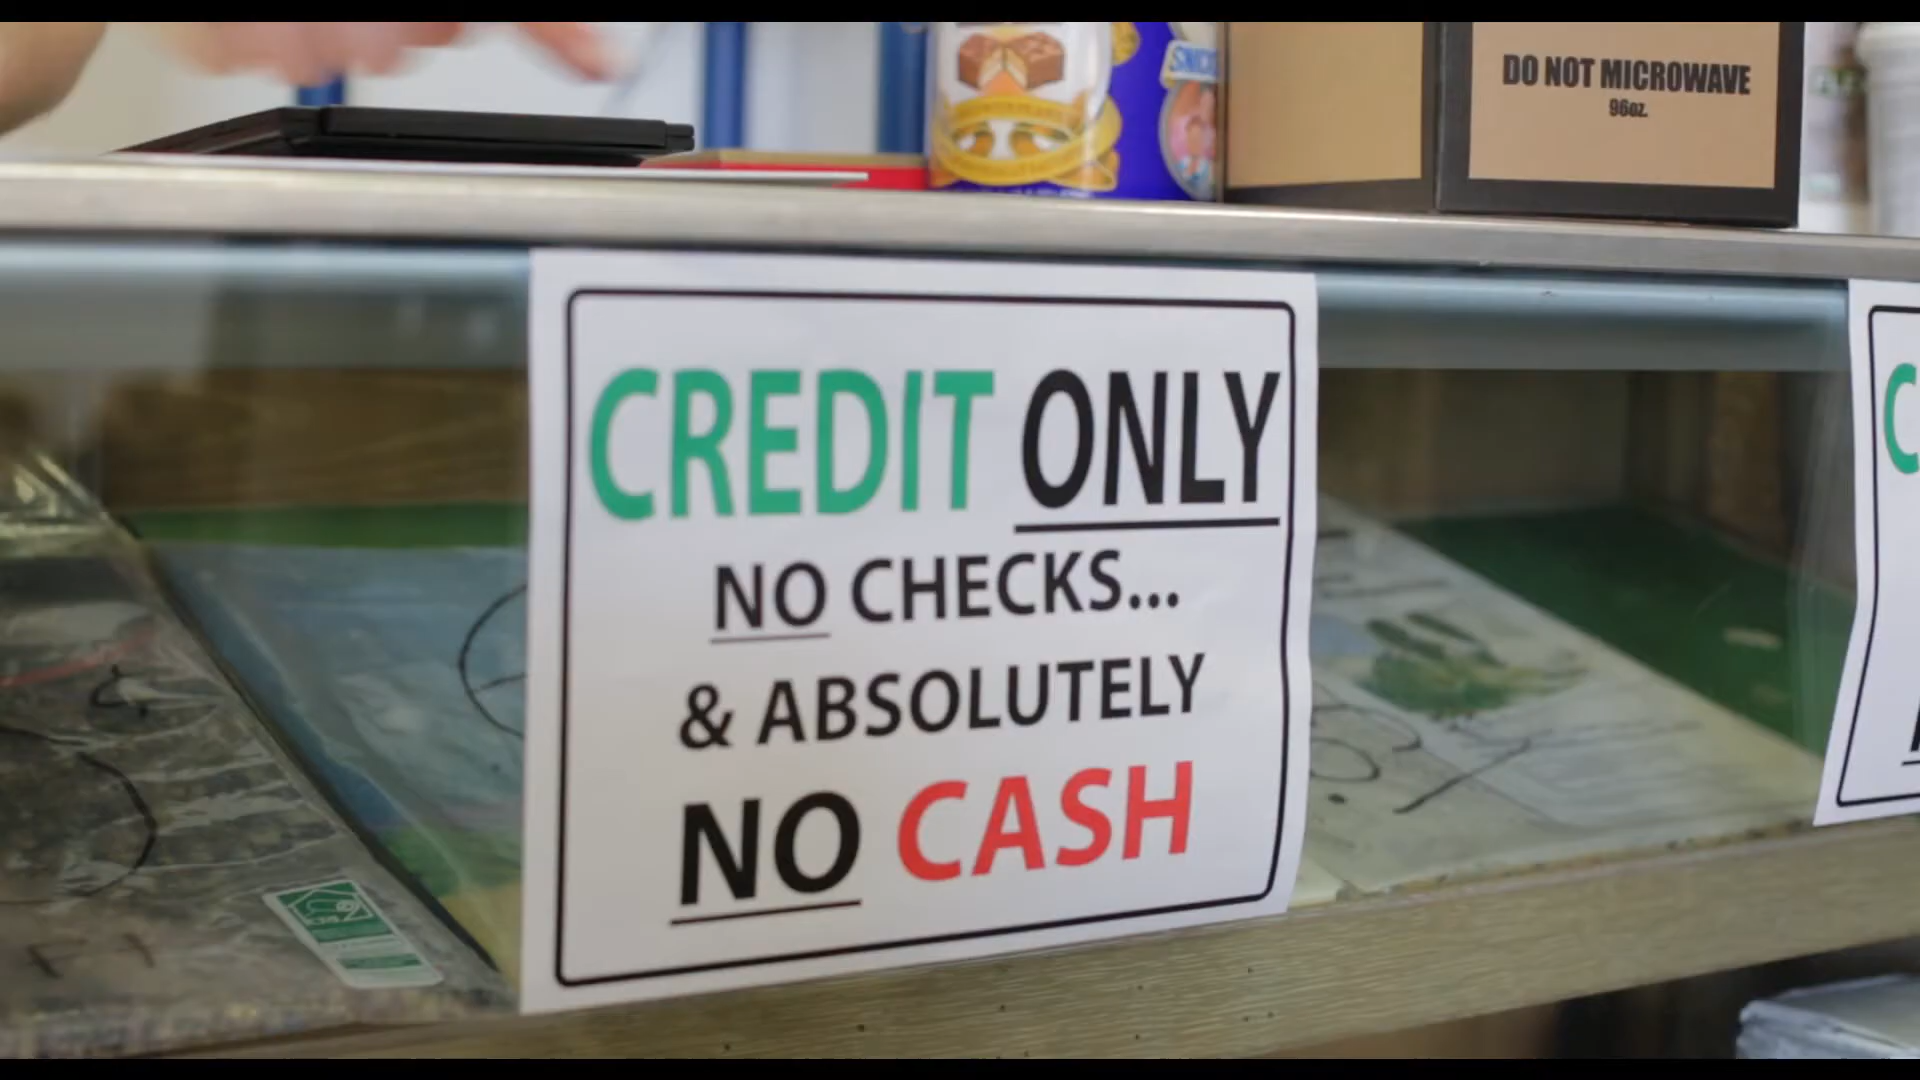 DO NOT MICROWAVE
96oz.
CREDIT ONLY
NO CHECKS...
& ABSOLUTELY
NO CASH